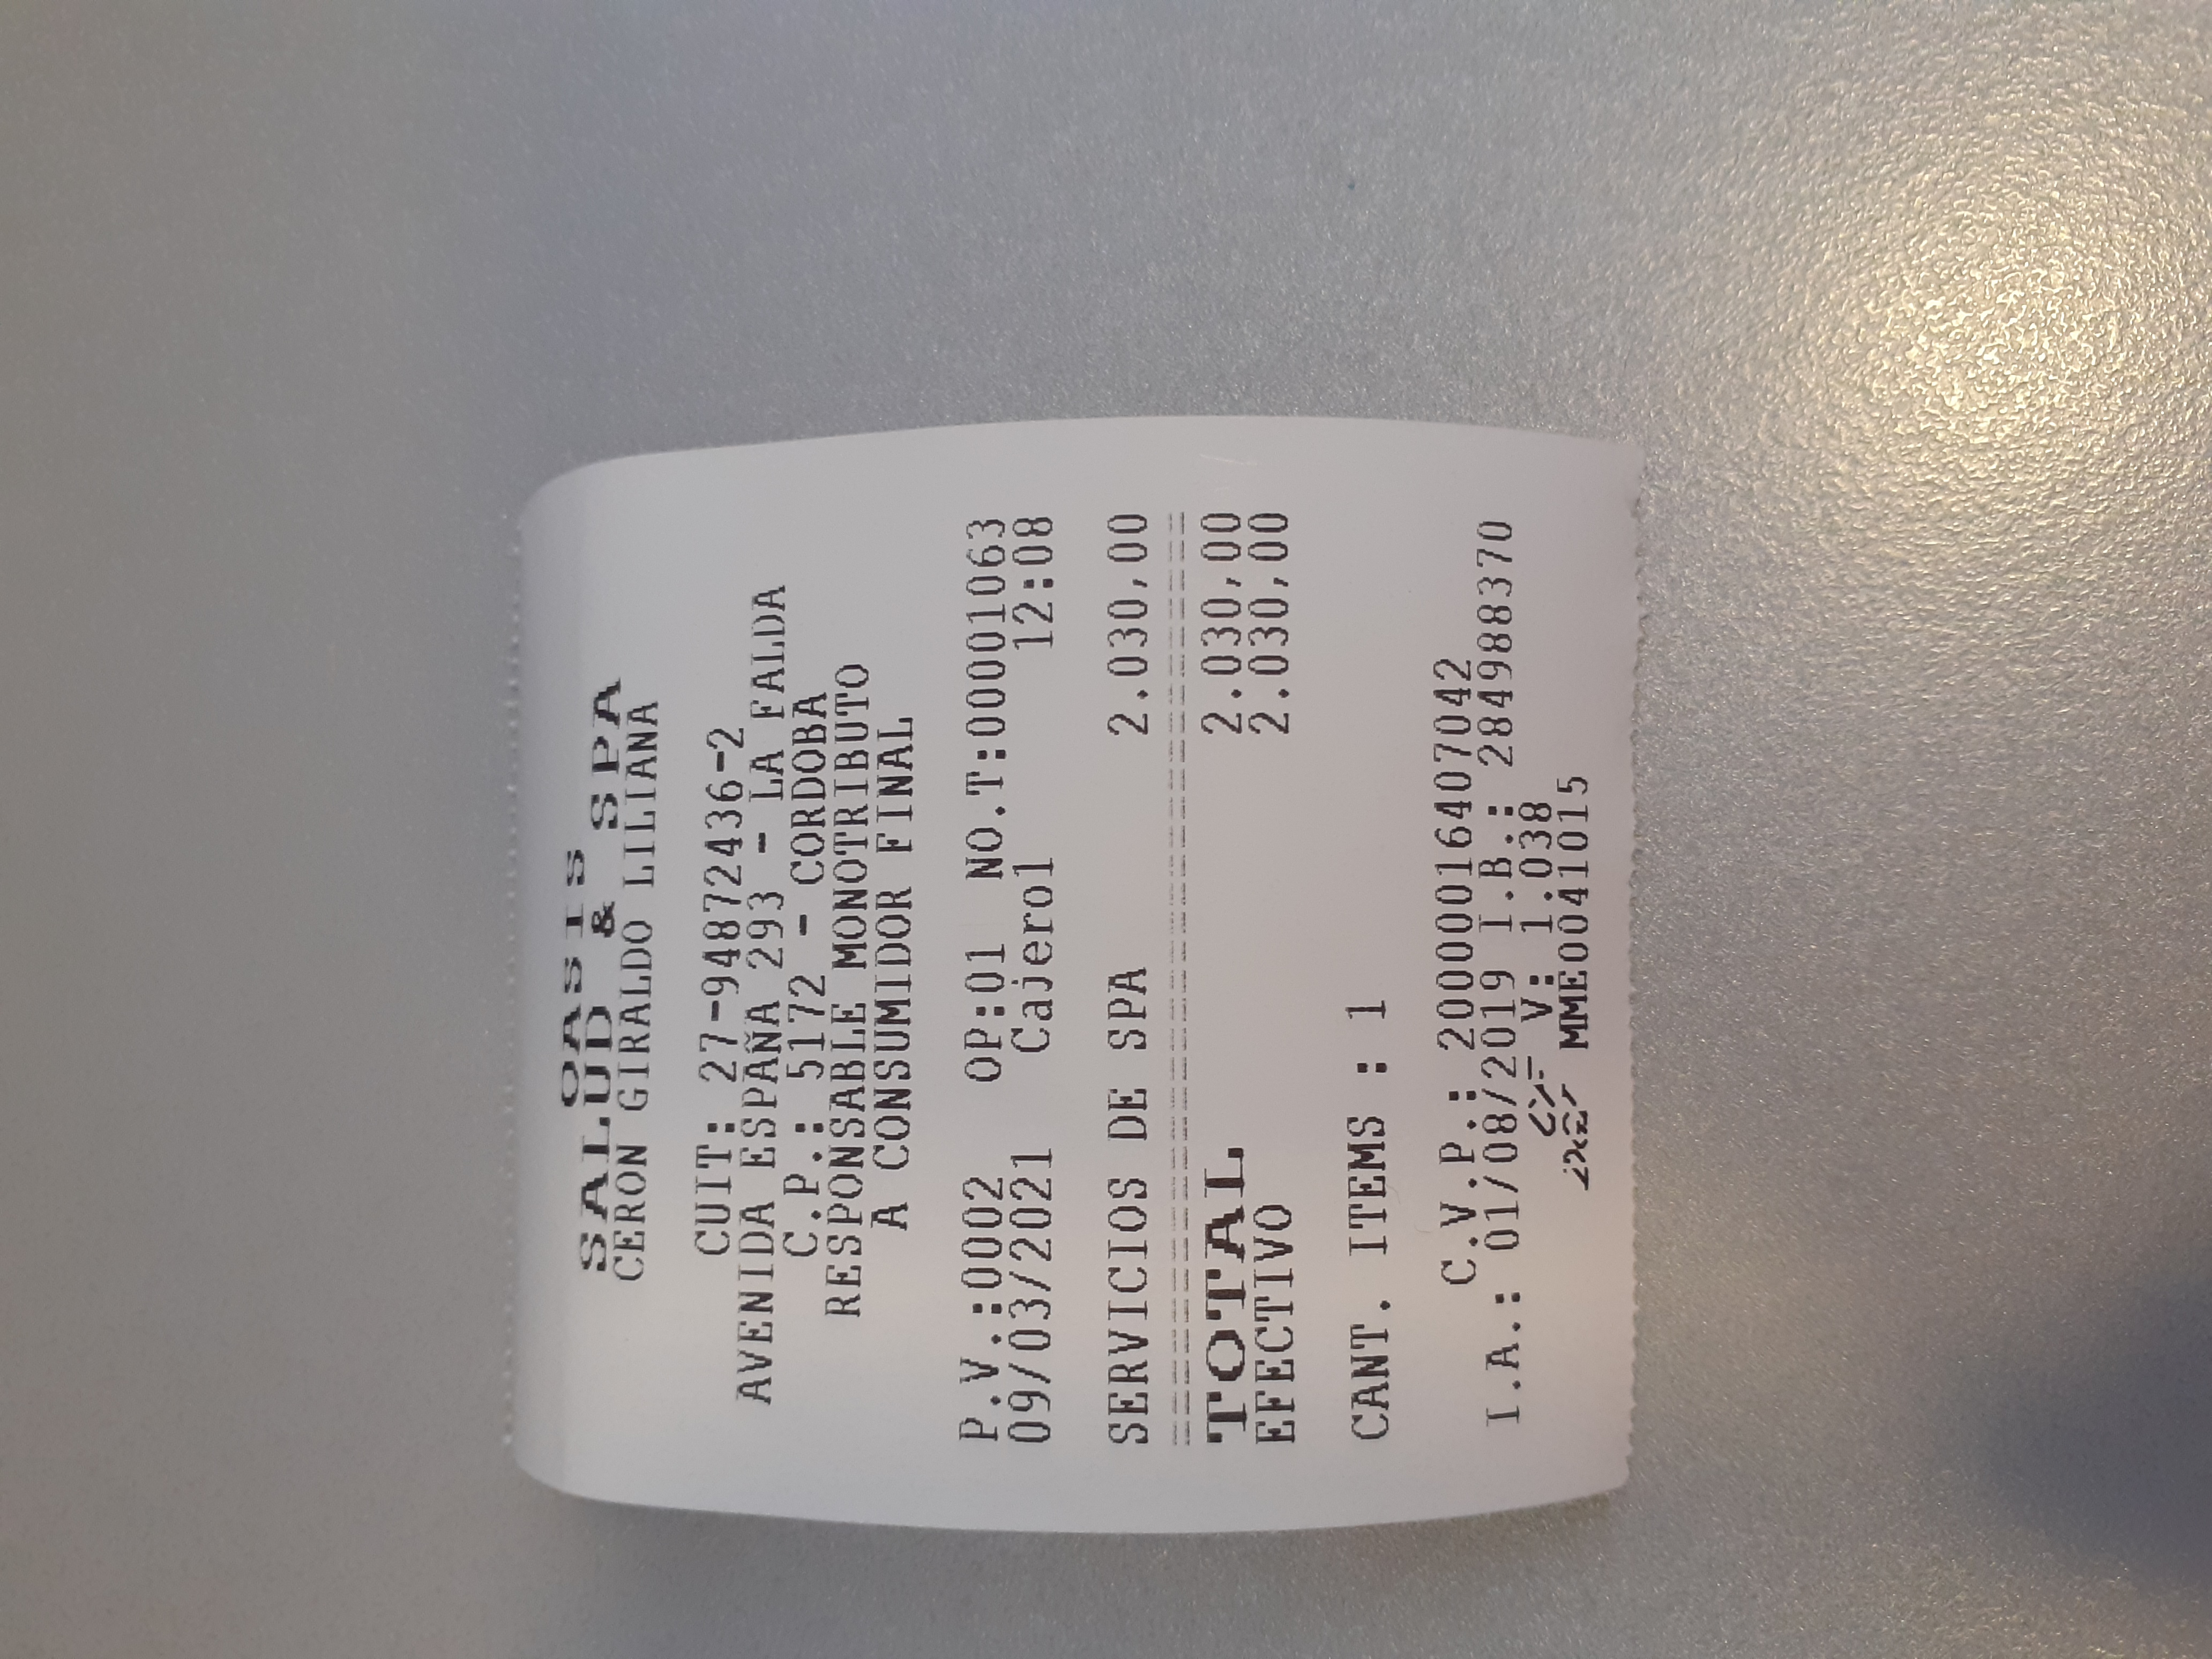 OASIS
SALUD & SPA
CERON GIRALDO LILIANA
CUIT: 27-94872436-2
AVENIDA ESPAÑA 293 - LA FALDA
C.P.: 5172 - CORDOBA
RESPONSABLE MONOTRIBUTO
A CONSUMIDOR FINAL
P.V.:0002 OP:01 NO.T:00001063
09/03/2021 Cajero1 12:08
SERVICIOS DE SPA 2.030,00
TOTAL 2.030,00
EFECTIVO 2.030,00
CANT. ITEMS : 1
C.V.P.: 20000016407042
I.A.: 01/08/2019 I.B.: 284988370
V: 1.038
MME0041015